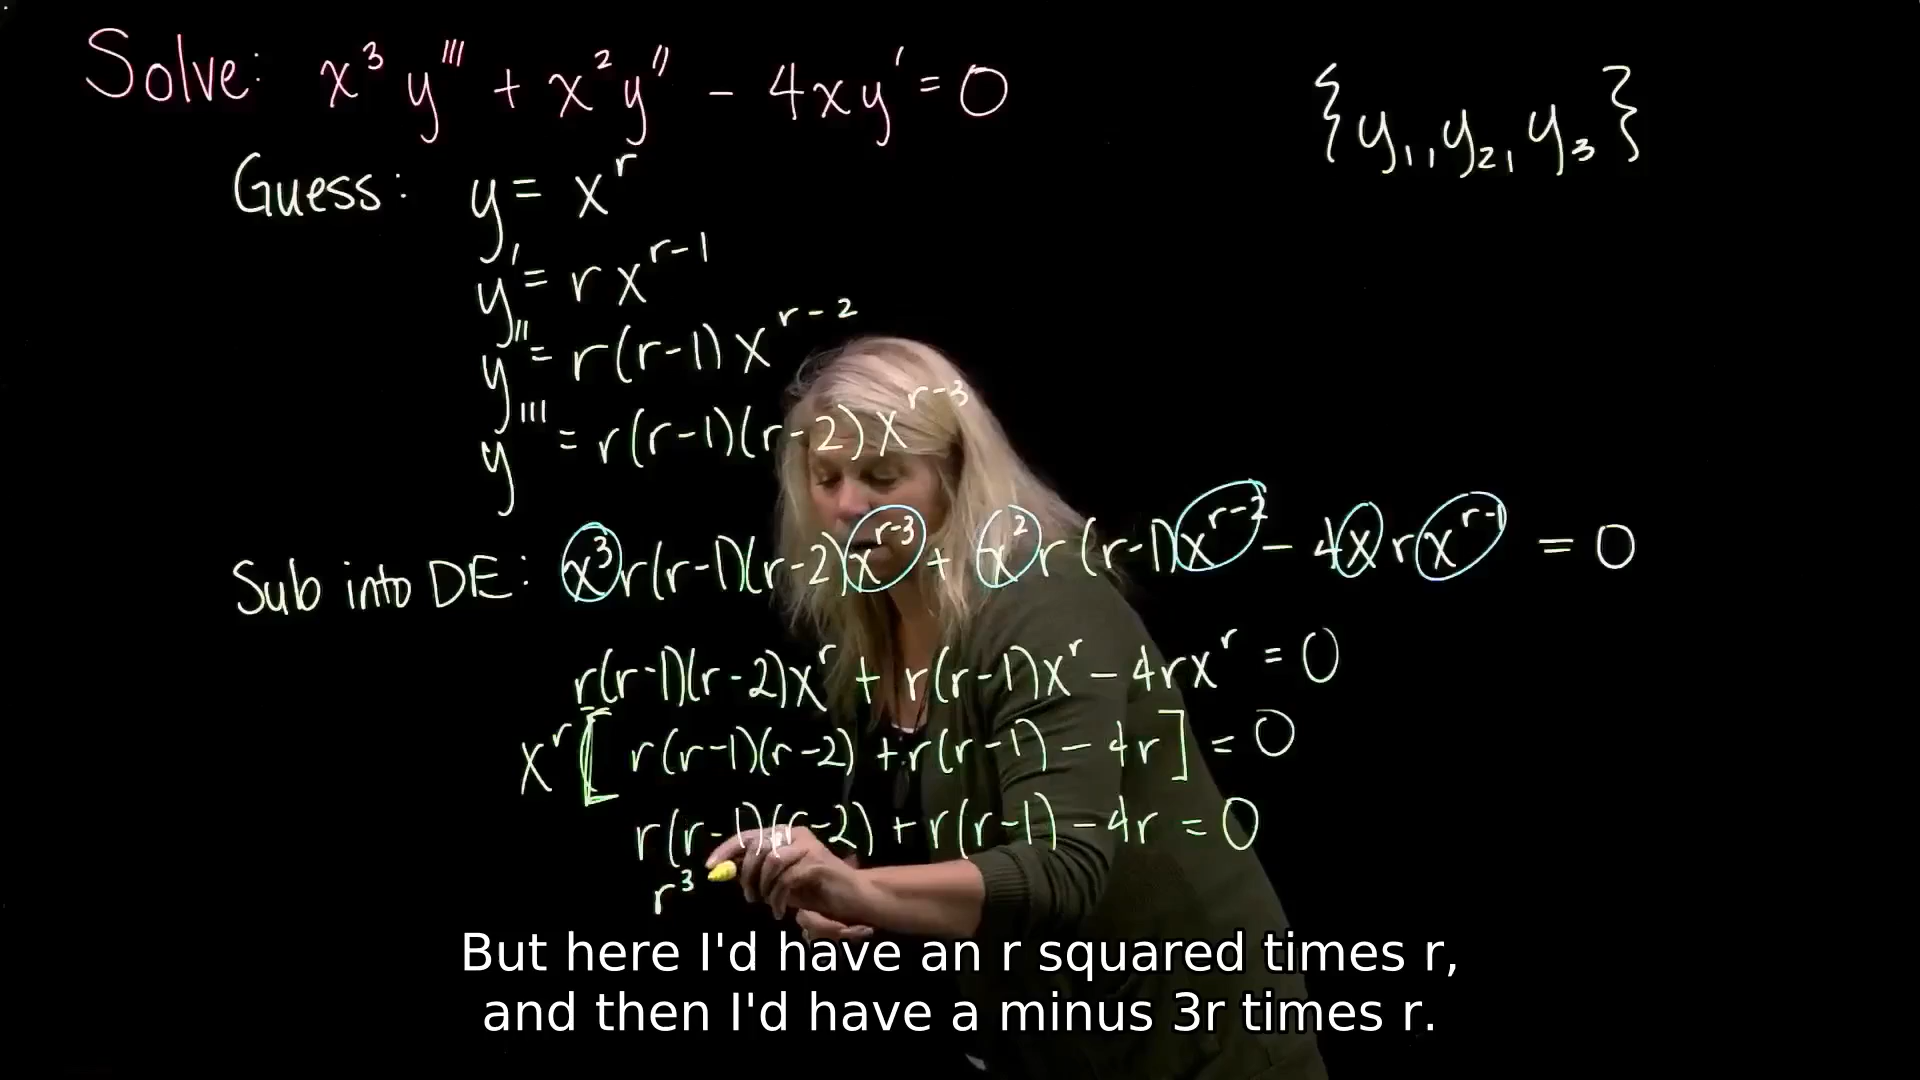 Solve: x³y''' + x²y'' - 4xy' = 0
{y₁, y₂, y₃}
Guess: y = x^r
y' = rx^(r-1)
y'' = r(r-1)x^(r-2)
y''' = r(r-1)(r-2)x^(r-3)
Sub into DE: x³r(r-1)(r-2)x^(r-3) + x²r(r-1)x^(r-2) - 4xrx^(r-1) = 0
r(r-1)(r-2)x^r + r(r-1)x^r - 4rx^r = 0
x^r[r(r-1)(r-2) + r(r-1) - 4r] = 0
r(r-1)(r-2) + r(r-1) - 4r = 0
r³
But here I'd have an r squared times r,
and then I'd have a minus 3r times r.